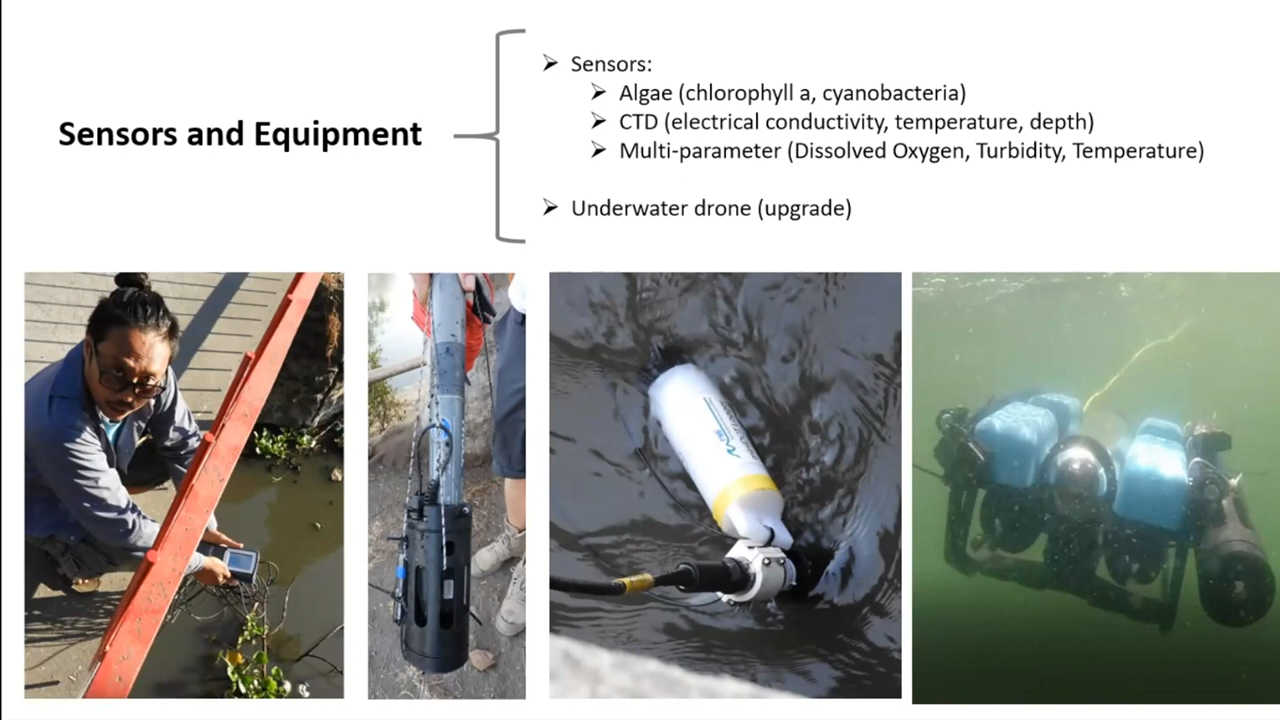 Sensors and Equipment
➢ Sensors:
➢ Algae (chlorophyll a, cyanobacteria)
➢ CTD (electrical conductivity, temperature, depth)
➢ Multi-parameter (Dissolved Oxygen, Turbidity, Temperature)
➢ Underwater drone (upgrade)